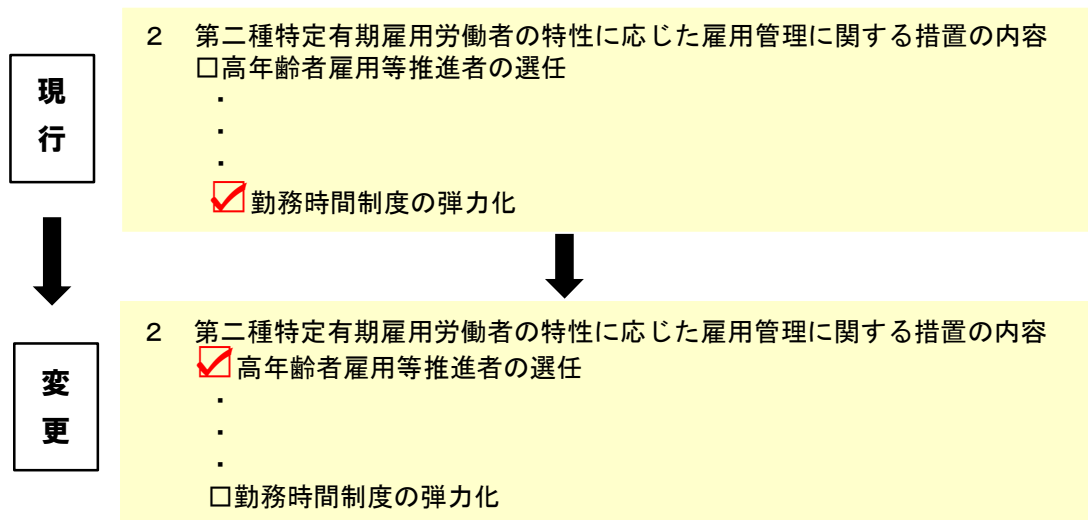 現行
２　第二種特定有期雇用労働者の特性に応じた雇用管理に関する措置の内容
□高年齢者雇用等推進者の選任
・
・
・
☑勤務時間制度の弾力化
変更
２　第二種特定有期雇用労働者の特性に応じた雇用管理に関する措置の内容
☑高年齢者雇用等推進者の選任
・
・
・
□勤務時間制度の弾力化